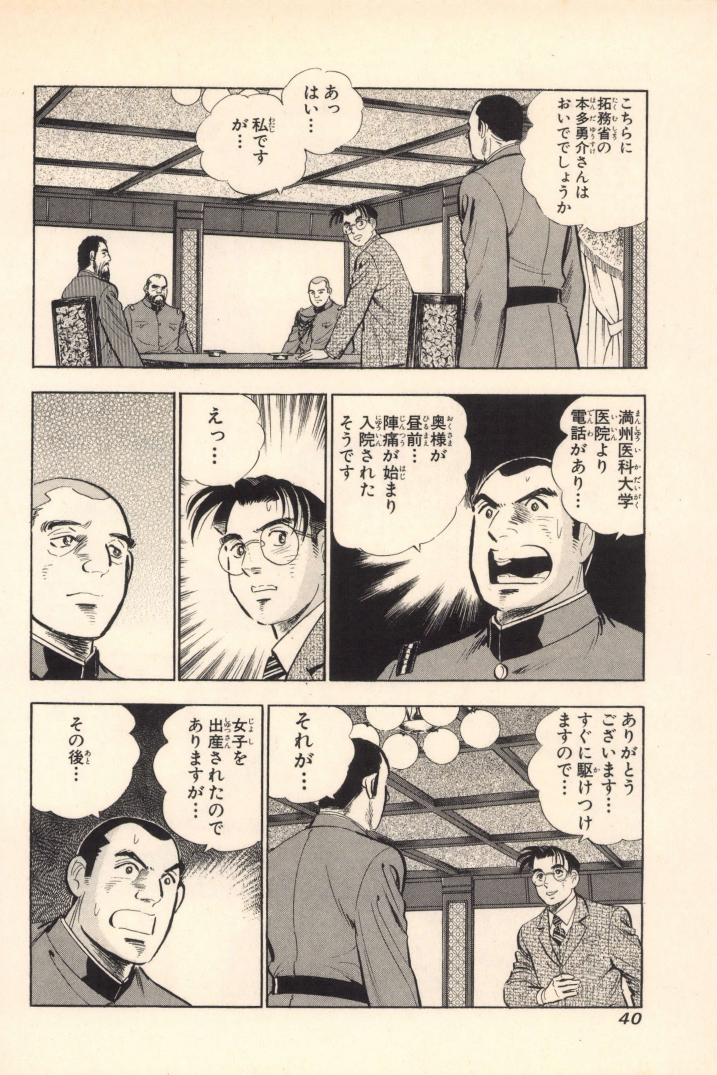 こちらに
拓務省の
本多勇介さんは
おいででしょうか
あっ
はい…
私です
が…
満州医科大学
医院より
電話があり…
奥様が
昼前…
陣痛が始まり
入院された
そうです
えっ…
ありがとう
ございます…
すぐに駆けつけ
ますので…
それが…
女子を
出産されたので
ありますが…
その後…
40